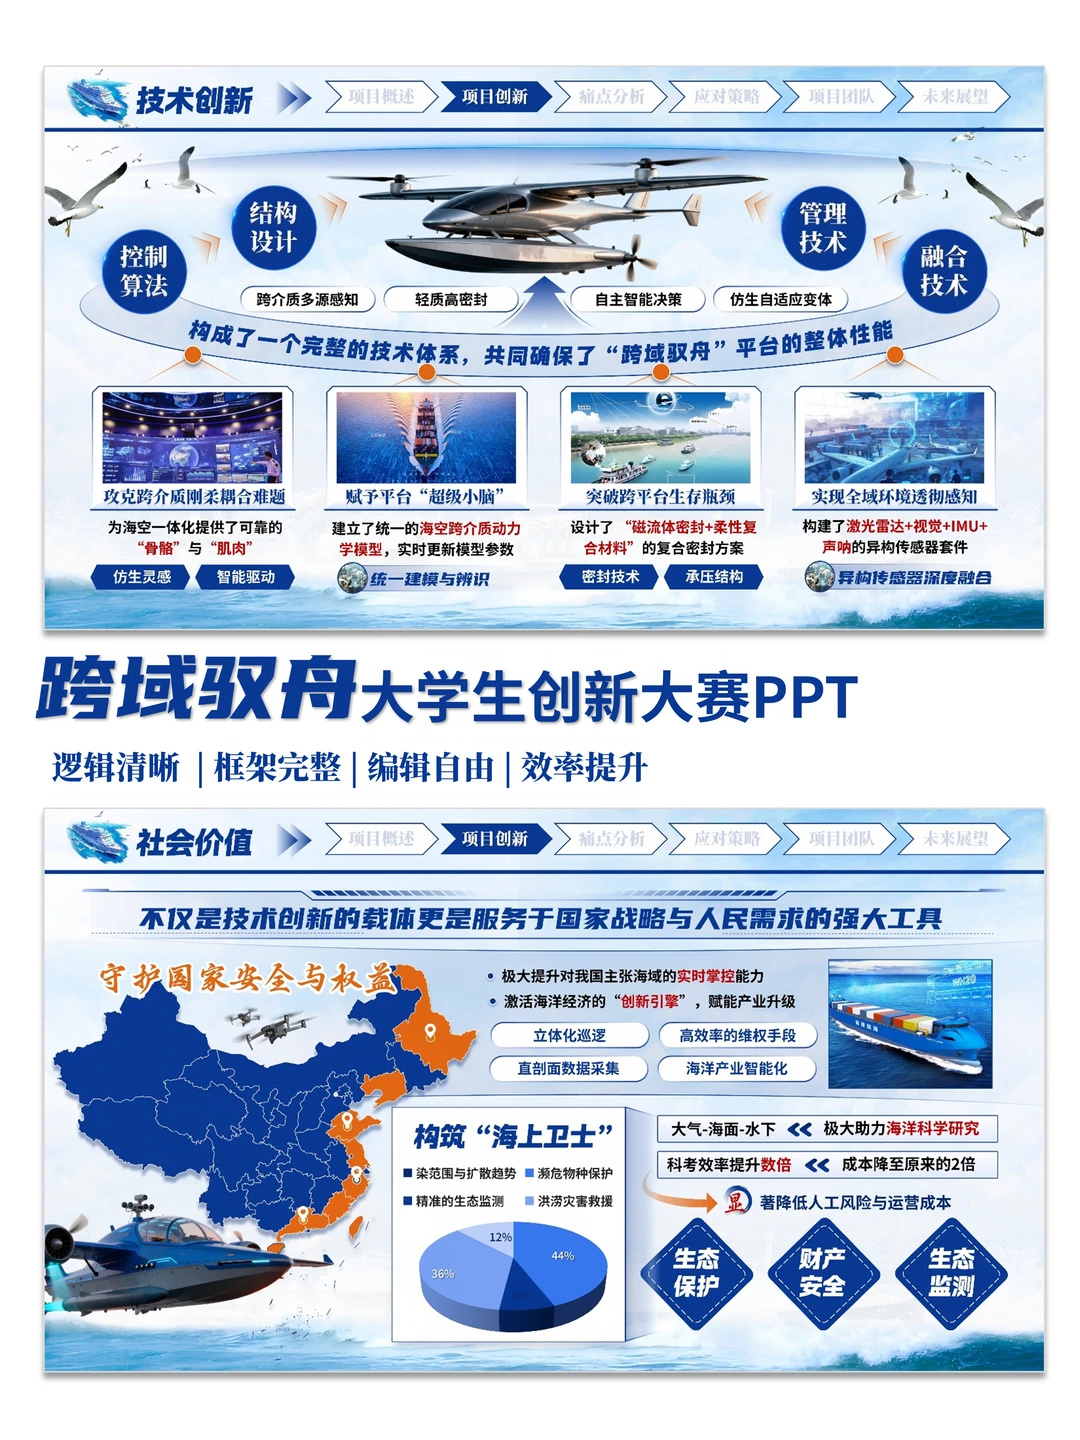 技术创新
项目概述
项目创新
痛点分析
应对策略
项目团队
未来展望
结构
设计
控制
算法
管理
技术
融合
技术
跨介质多源感知
轻质高密封
自主智能决策
仿生自适应变体
构成了一个完整的技术体系，共同确保了“跨域驭舟”平台的整体性能
攻克跨介质刚柔耦合难题
为海空一体化提供了可靠的
“骨骼”与“肌肉”
仿生灵感
智能驱动
赋予平台“超级小脑”
建立了统一的海空跨介质动力
学模型，实时更新模型参数
统一建模与辨识
突破跨平台生存瓶颈
设计了 “磁流体密封+柔性复
合材料”的复合密封方案
密封技术
承压结构
实现全域环境透彻感知
构建了激光雷达+视觉+IMU+
声呐的异构传感器套件
异构传感器深度融合
跨域驭舟大学生创新大赛PPT
逻辑清晰 | 框架完整 | 编辑自由 | 效率提升
社会价值
项目概述
项目创新
痛点分析
应对策略
项目团队
未来展望
不仅是技术创新的载体更是服务于国家战略与人民需求的强大工具
守护国家安全与权益
• 极大提升对我国主张海域的实时掌控能力
• 激活海洋经济的“创新引擎”，赋能产业升级
立体化巡逻
高效率的维权手段
直剖面数据采集
海洋产业智能化
构筑“海上卫士”
染范围与扩散趋势
濒危物种保护
精准的生态监测
洪涝灾害救援
12%
44%
36%
8%
大气-海面-水下
极大助力海洋科学研究
科考效率提升数倍
成本降至原来的2倍
显著降低人工风险与运营成本
生态
保护
财产
安全
生态
监测